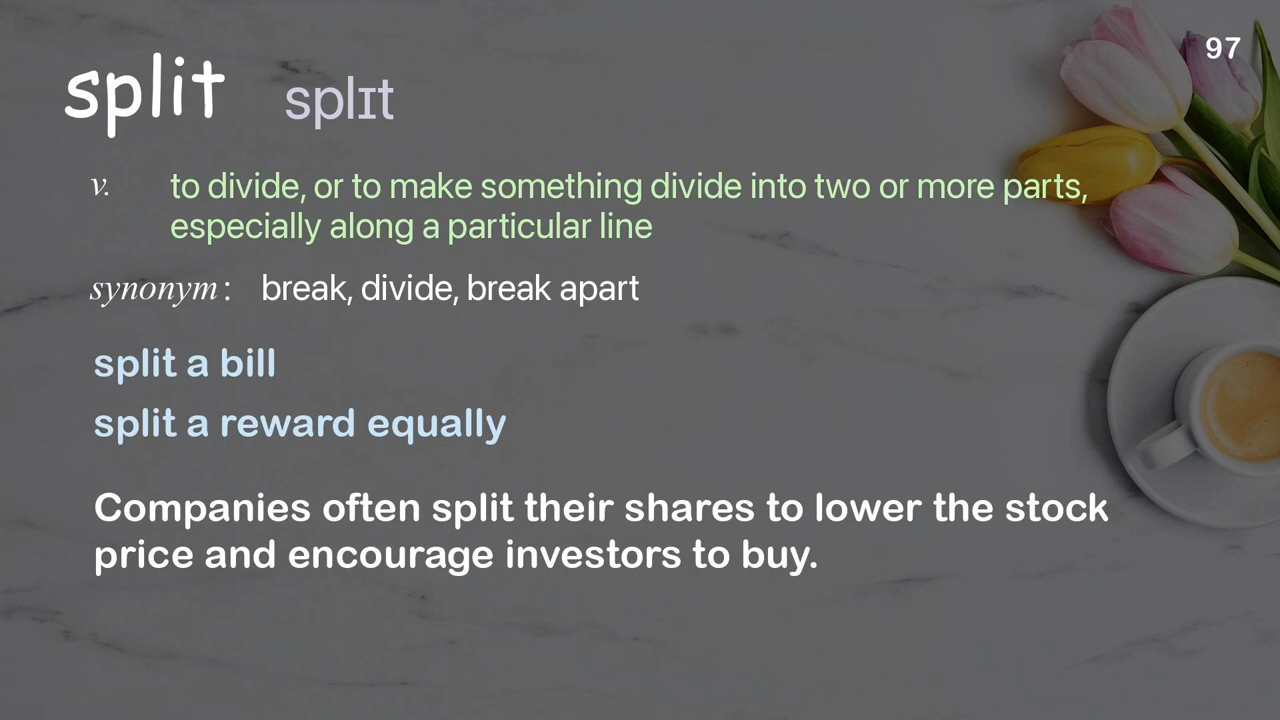 97
split splɪt
v. to divide, or to make something divide into two or more parts,
especially along a particular line
synonym: break, divide, break apart
split a bill
split a reward equally
Companies often split their shares to lower the stock
price and encourage investors to buy.